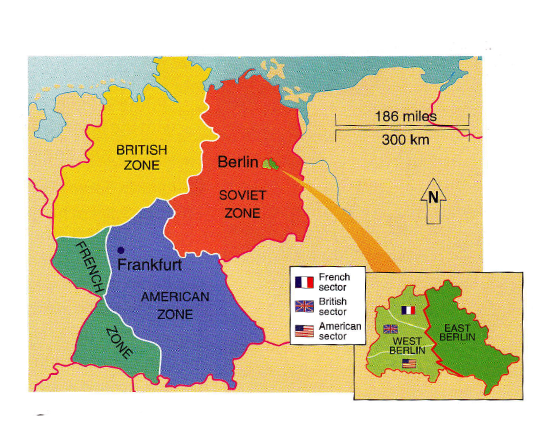 186 miles
300 km
BRITISH
ZONE
Berlin
SOVIET
ZONE
N
FRENCH
ZONE
Frankfurt
AMERICAN
ZONE
French
sector
British
sector
American
sector
WEST
BERLIN
EAST
BERLIN